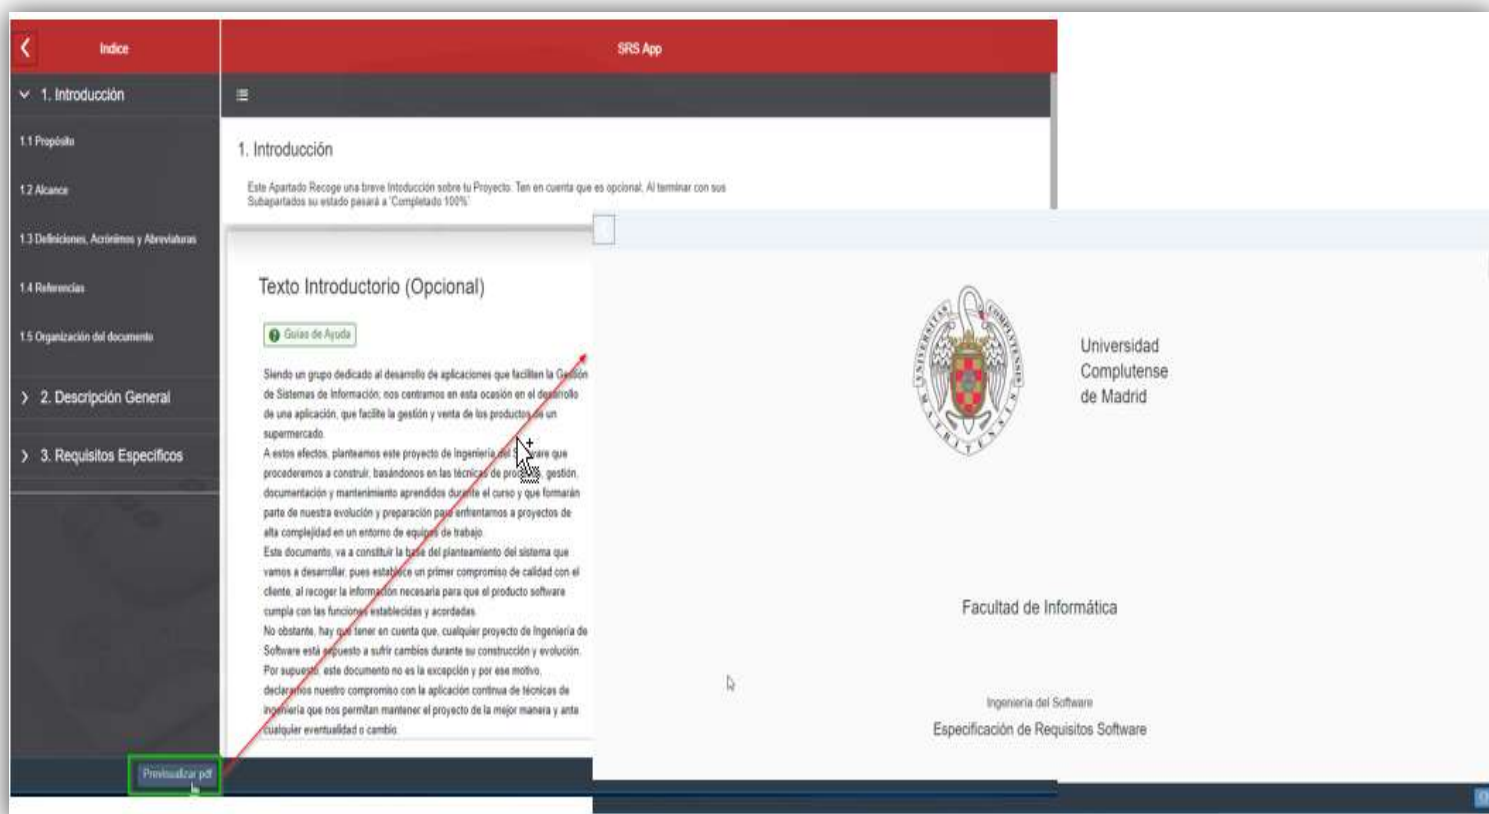 Indice
SRS App
1. Introducción
1.1 Propósito
1.2 Alcance
1.3 Definiciones, Acrónimos y Abreviaturas
1.4 Referencias
1.5 Organización del documento
2. Descripción General
3. Requisitos Específicos
Previsualizar pdf
1. Introducción
Este Apartado Recoge una breve Intoducción sobre tu Proyecto. Ten en cuenta que es opcional. Al terminar con sus
Subapartados su estado pasará a 'Completado 100%'
Texto Introductorio (Opcional)
Guías de Ayuda
Siendo un grupo dedicado al desarrollo de aplicaciones que faciliten la Gestión
de Sistemas de Información; nos centramos en esta ocasión en el desarrollo
de una aplicación, que facilite la gestión y venta de los productos de un
supermercado.
A estos efectos, planteamos este proyecto de Ingeniería del Software que
procederemos a construir, basándonos en las técnicas de proceso, gestión,
documentación y mantenimiento aprendidos durante el curso y que formarán
parte de nuestra evolución y preparación para enfrentarnos a proyectos de
alta complejidad en un entorno de equipos de trabajo.
Este documento, va a constituir la base del planteamiento del sistema que
vamos a desarrollar, pues establece un primer compromiso de calidad con el
cliente, al recoger la información necesaria para que el producto software
cumpla con las funciones establecidas y acordadas.
No obstante, hay que tener en cuenta que, cualquier proyecto de Ingeniería de
Software está expuesto a sufrir cambios durante su construcción y evolución.
Por supuesto, este documento no es la excepción y por ese motivo,
declaramos nuestro compromiso con la aplicación continua de técnicas de
ingeniería que nos permitan mantener el proyecto de la mejor manera y ante
cualquier eventualidad o cambio.
UNIVERSITAS COMPLUTENSIS MATRITENSIS
Universidad
Complutense
de Madrid
Facultad de Informática
Ingeniería del Software
Especificación de Requisitos Software